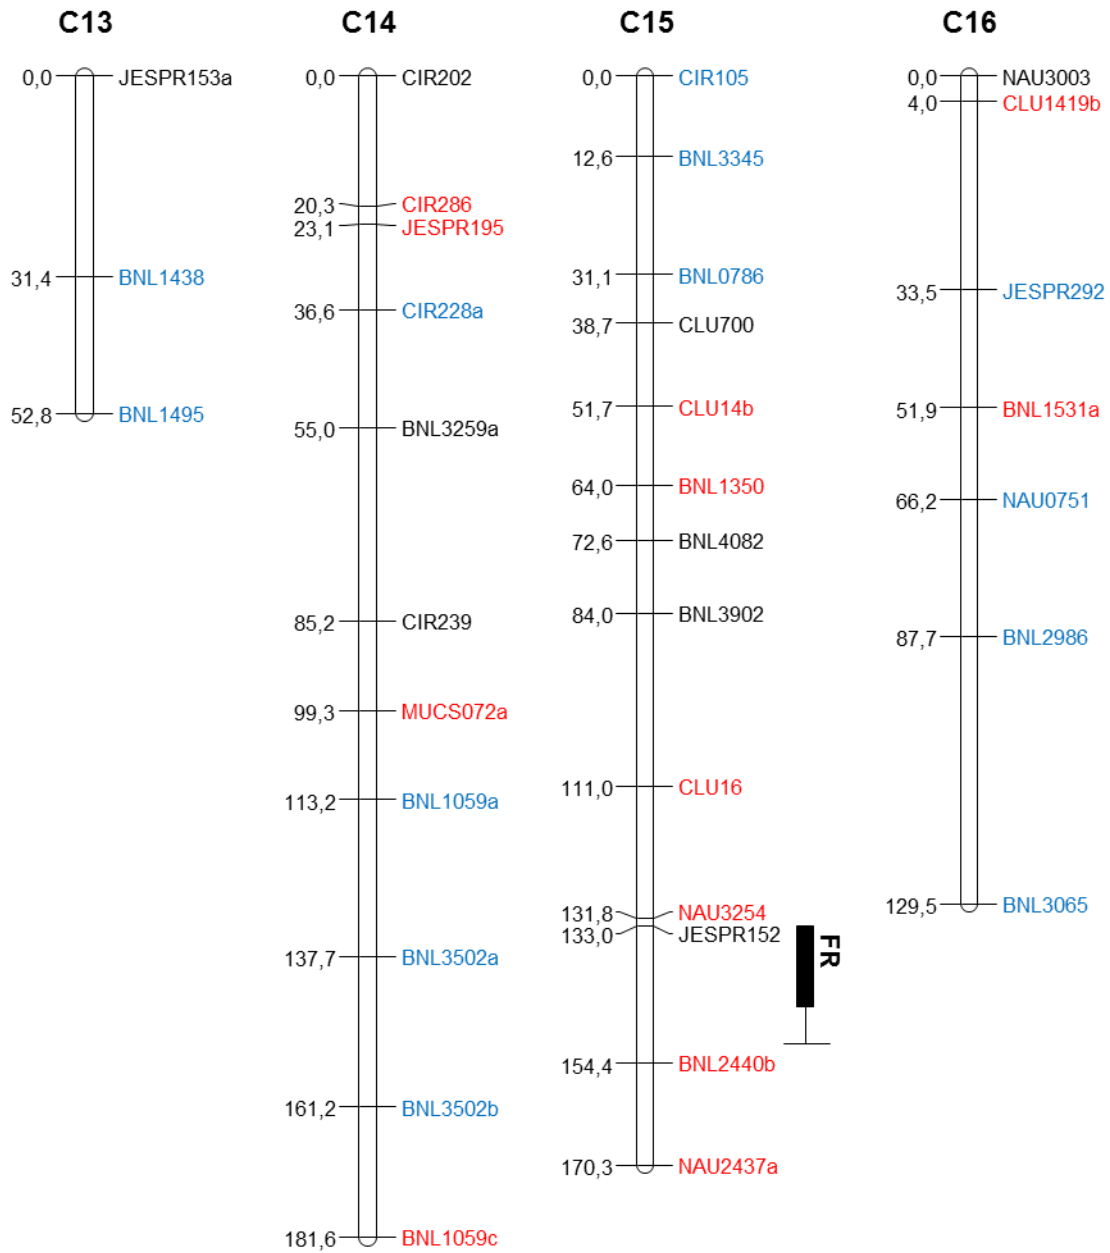 C13
0,0 JESPR153a
31,4 BNL1438
52,8 BNL1495
C14
0,0 CIR202
20,3 CIR286
23,1 JESPR195
36,6 CIR228a
55,0 BNL3259a
85,2 CIR239
99,3 MUCS072a
113,2 BNL1059a
137,7 BNL3502a
161,2 BNL3502b
181,6 BNL1059c
C15
0,0 CIR105
12,6 BNL3345
31,1 BNL0786
38,7 CLU700
51,7 CLU14b
64,0 BNL1350
72,6 BNL4082
84,0 BNL3902
111,0 CLU16
131,8 NAU3254
133,0 JESPR152
154,4 BNL2440b
170,3 NAU2437a
FR
C16
0,0 NAU3003
4,0 CLU1419b
33,5 JESPR292
51,9 BNL1531a
66,2 NAU0751
87,7 BNL2986
129,5 BNL3065